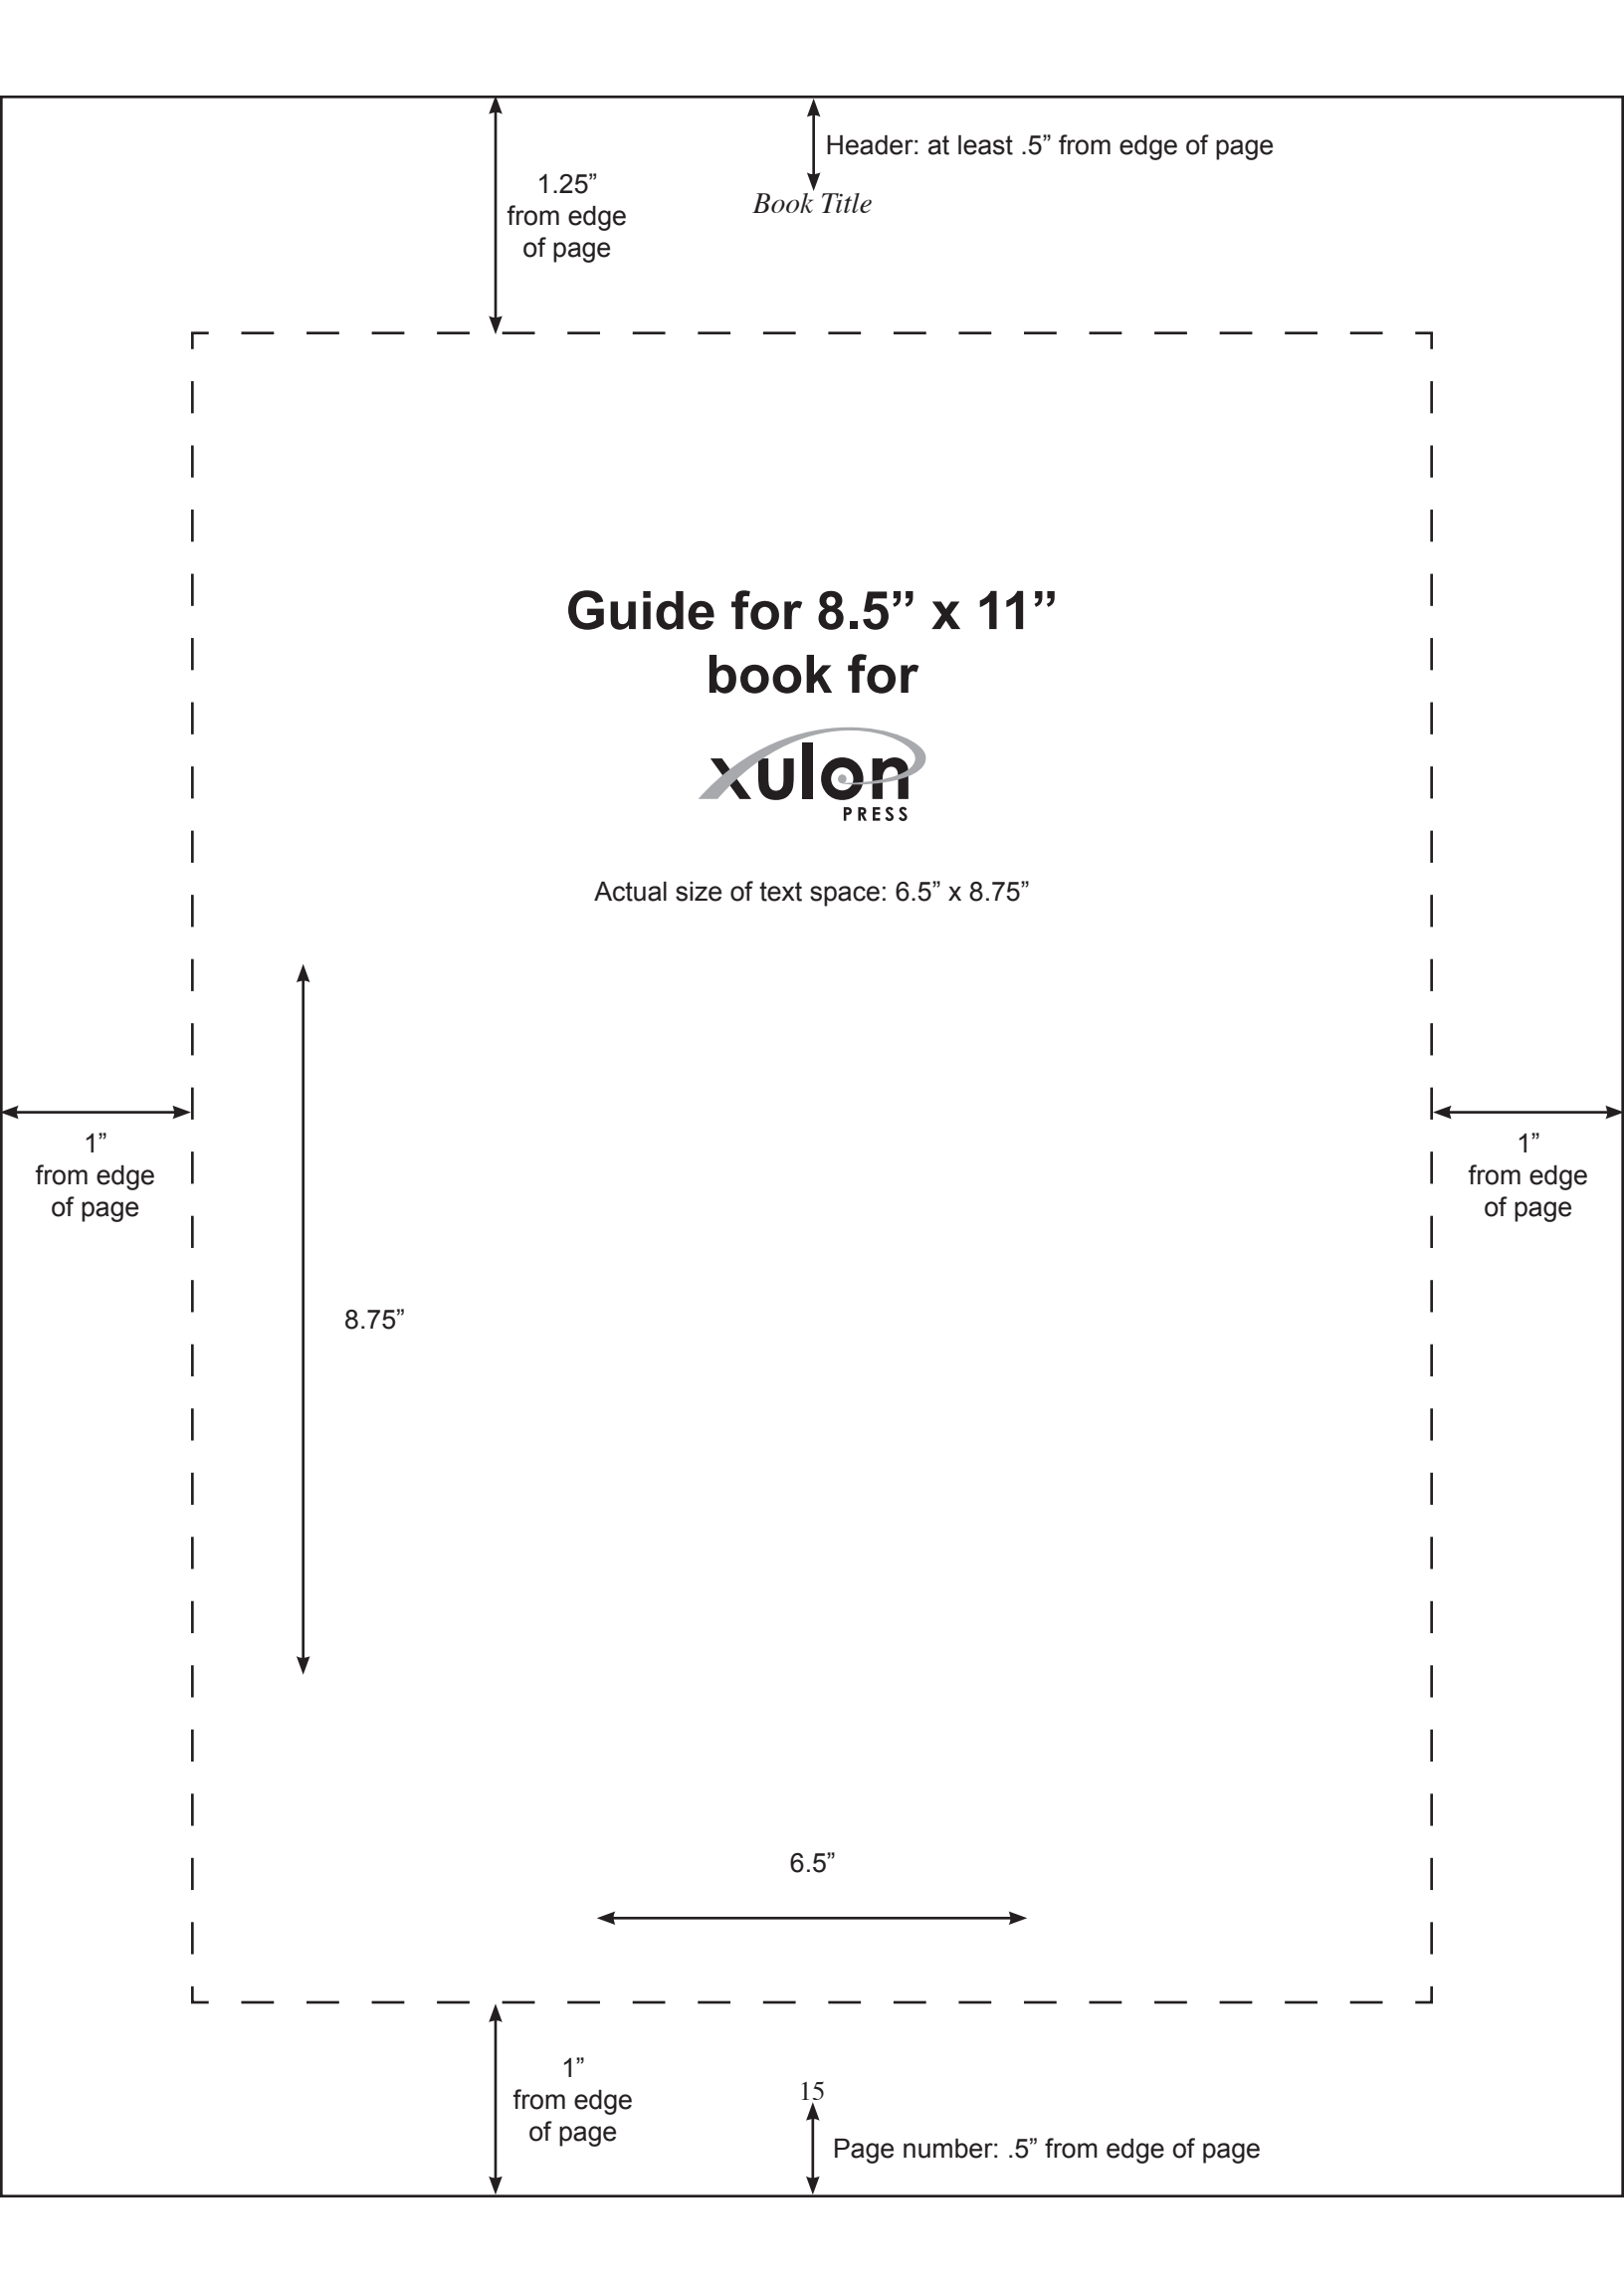 Header: at least .5” from edge of page
1.25”
from edge
of page
Book Title
Guide for 8.5” x 11”
book for
xulon
PRESS
Actual size of text space: 6.5” x 8.75”
1”
from edge
of page
1”
from edge
of page
8.75”
6.5”
1”
from edge
of page
15
Page number: .5” from edge of page